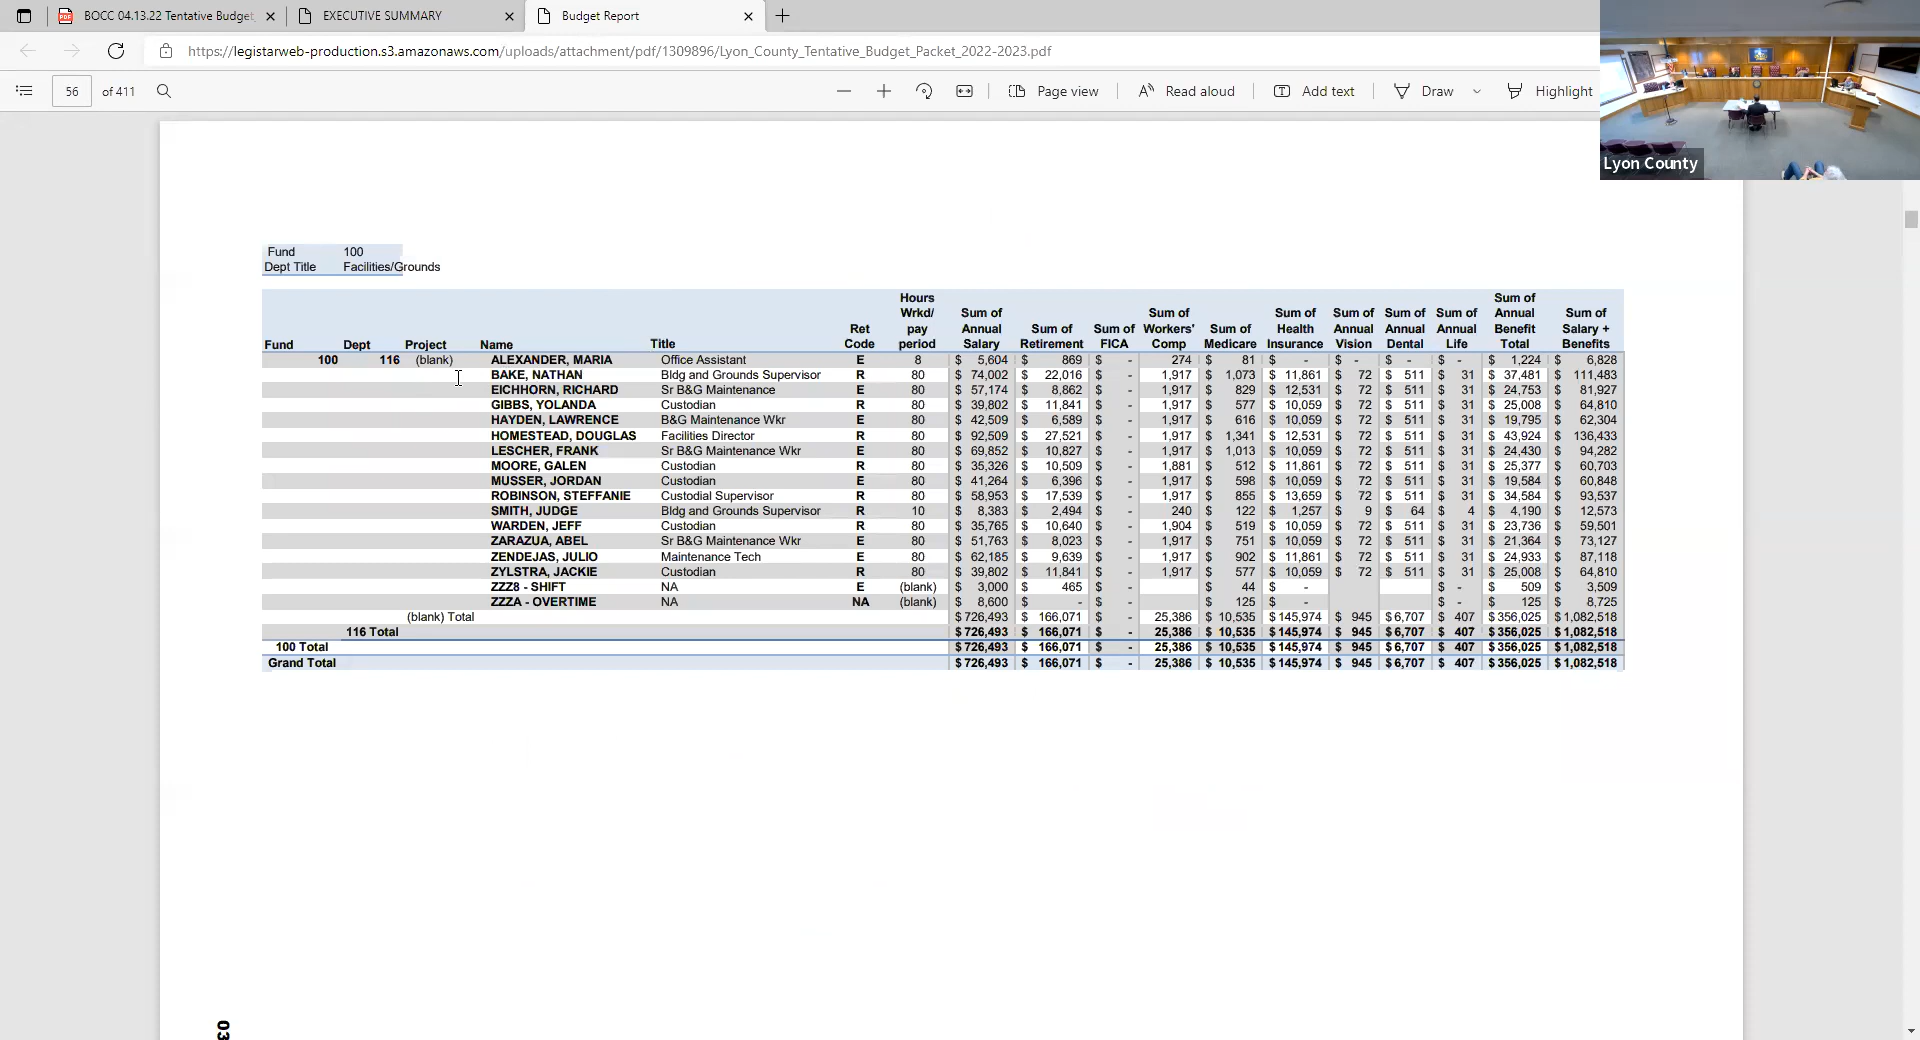 BOCC 04.13.22 Tentative Budget
EXECUTIVE SUMMARY
Budget Report
https://legistarweb-production.s3.amazonaws.com/uploads/attachment/pdf/1309896/Lyon_County_Tentative_Budget_Packet_2022-2023.pdf
56 of 411 Page view Read aloud Add text Draw Highlight
Lyon County
Fund 100
Dept Title Facilities/Grounds
Fund Dept Project Name Title Ret Code Hours Wrkd/ pay period Sum of Annual Salary Sum of Retirement Sum of FICA Sum of Workers' Comp Sum of Medicare Sum of Health Insurance Sum of Annual Vision Sum of Annual Dental Sum of Annual Life Sum of Annual Benefit Total Sum of Salary + Benefits
100 116 (blank) ALEXANDER, MARIA Office Assistant E 8 $ 5,604 $ 869 $ - 274 $ 81 $ - $ - $ - $ - $ 1,224 $ 6,828
BAKE, NATHAN Bldg and Grounds Supervisor R 80 $ 74,002 $ 22,016 $ - 1,917 $ 1,073 $ 11,861 $ 72 $ 511 $ 31 $ 37,481 $ 111,483
EICHHORN, RICHARD Sr B&G Maintenance E 80 $ 57,174 $ 8,862 $ - 1,917 $ 829 $ 12,531 $ 72 $ 511 $ 31 $ 24,753 $ 81,927
GIBBS, YOLANDA Custodian R 80 $ 39,802 $ 11,841 $ - 1,917 $ 577 $ 10,059 $ 72 $ 511 $ 31 $ 25,008 $ 64,810
HAYDEN, LAWRENCE B&G Maintenance Wkr E 80 $ 42,509 $ 6,589 $ - 1,917 $ 616 $ 10,059 $ 72 $ 511 $ 31 $ 19,795 $ 62,304
HOMESTEAD, DOUGLAS Facilities Director R 80 $ 92,509 $ 27,521 $ - 1,917 $ 1,341 $ 12,531 $ 72 $ 511 $ 31 $ 43,924 $ 136,433
LESCHER, FRANK Sr B&G Maintenance Wkr E 80 $ 69,852 $ 10,827 $ - 1,917 $ 1,013 $ 10,059 $ 72 $ 511 $ 31 $ 24,430 $ 94,282
MOORE, GALEN Custodian R 80 $ 35,326 $ 10,509 $ - 1,881 $ 512 $ 11,861 $ 72 $ 511 $ 31 $ 25,377 $ 60,703
MUSSER, JORDAN Custodian E 80 $ 41,264 $ 6,396 $ - 1,917 $ 598 $ 10,059 $ 72 $ 511 $ 31 $ 19,584 $ 60,848
ROBINSON, STEFFANIE Custodial Supervisor R 80 $ 58,953 $ 17,539 $ - 1,917 $ 855 $ 13,659 $ 72 $ 511 $ 31 $ 34,584 $ 93,537
SMITH, JUDGE Bldg and Grounds Supervisor R 10 $ 8,383 $ 2,494 $ - 240 $ 122 $ 1,257 $ 9 $ 64 $ 4 $ 4,190 $ 12,573
WARDEN, JEFF Custodian R 80 $ 35,765 $ 10,640 $ - 1,904 $ 519 $ 10,059 $ 72 $ 511 $ 31 $ 23,736 $ 59,501
ZARAZUA, ABEL Sr B&G Maintenance Wkr E 80 $ 51,763 $ 8,023 $ - 1,917 $ 751 $ 10,059 $ 72 $ 511 $ 31 $ 21,364 $ 73,127
ZENDEJAS, JULIO Maintenance Tech E 80 $ 62,185 $ 9,639 $ - 1,917 $ 902 $ 11,861 $ 72 $ 511 $ 31 $ 24,933 $ 87,118
ZYLSTRA, JACKIE Custodian R 80 $ 39,802 $ 11,841 $ - 1,917 $ 577 $ 10,059 $ 72 $ 511 $ 31 $ 25,008 $ 64,810
ZZZ8 - SHIFT NA E (blank) $ 3,000 $ 465 $ - $ 44 $ - $ - $ 509 $ 3,509
ZZZA - OVERTIME NA NA (blank) $ 8,600 $ - $ - $ 125 $ - $ - $ 125 $ 8,725
(blank) Total $ 726,493 $ 166,071 $ - 25,386 $ 10,535 $ 145,974 $ 945 $ 6,707 $ 407 $ 356,025 $ 1,082,518
116 Total $ 726,493 $ 166,071 $ - 25,386 $ 10,535 $ 145,974 $ 945 $ 6,707 $ 407 $ 356,025 $ 1,082,518
100 Total $ 726,493 $ 166,071 $ - 25,386 $ 10,535 $ 145,974 $ 945 $ 6,707 $ 407 $ 356,025 $ 1,082,518
Grand Total $ 726,493 $ 166,071 $ - 25,386 $ 10,535 $ 145,974 $ 945 $ 6,707 $ 407 $ 356,025 $ 1,082,518
03